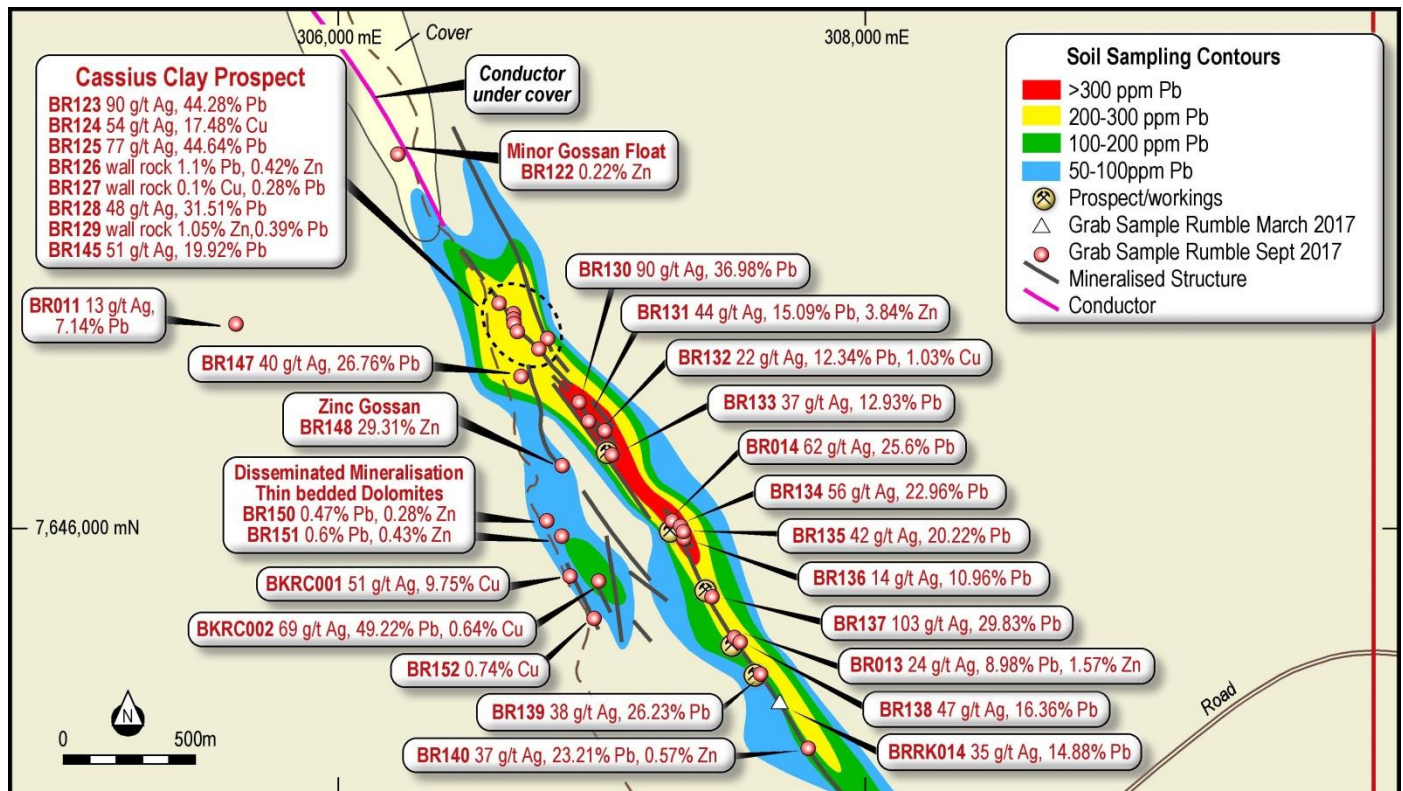 306,000 mE
308,000 mE
Cover
Conductor
under cover
Cassius Clay Prospect
BR123 90 g/t Ag, 44.28% Pb
BR124 54 g/t Ag, 17.48% Cu
BR125 77 g/t Ag, 44.64% Pb
BR126 wall rock 1.1% Pb, 0.42% Zn
BR127 wall rock 0.1% Cu, 0.28% Pb
BR128 48 g/t Ag, 31.51% Pb
BR129 wall rock 1.05% Zn,0.39% Pb
BR145 51 g/t Ag, 19.92% Pb
Minor Gossan Float
BR122 0.22% Zn
Soil Sampling Contours
>300 ppm Pb
200-300 ppm Pb
100-200 ppm Pb
50-100ppm Pb
Prospect/workings
Grab Sample Rumble March 2017
Grab Sample Rumble Sept 2017
Mineralised Structure
Conductor
BR011 13 g/t Ag,
7.14% Pb
BR147 40 g/t Ag, 26.76% Pb
Zinc Gossan
BR148 29.31% Zn
Disseminated Mineralisation
Thin bedded Dolomites
BR150 0.47% Pb, 0.28% Zn
BR151 0.6% Pb, 0.43% Zn
BKRC001 51 g/t Ag, 9.75% Cu
BKRC002 69 g/t Ag, 49.22% Pb, 0.64% Cu
BR152 0.74% Cu
BR139 38 g/t Ag, 26.23% Pb
BR140 37 g/t Ag, 23.21% Pb, 0.57% Zn
BR130 90 g/t Ag, 36.98% Pb
BR131 44 g/t Ag, 15.09% Pb, 3.84% Zn
BR132 22 g/t Ag, 12.34% Pb, 1.03% Cu
BR133 37 g/t Ag, 12.93% Pb
BR014 62 g/t Ag, 25.6% Pb
BR134 56 g/t Ag, 22.96% Pb
BR135 42 g/t Ag, 20.22% Pb
BR136 14 g/t Ag, 10.96% Pb
BR137 103 g/t Ag, 29.83% Pb
BR013 24 g/t Ag, 8.98% Pb, 1.57% Zn
BR138 47 g/t Ag, 16.36% Pb
BRRK014 35 g/t Ag, 14.88% Pb
7,646,000 mN
Road
N
0 500m